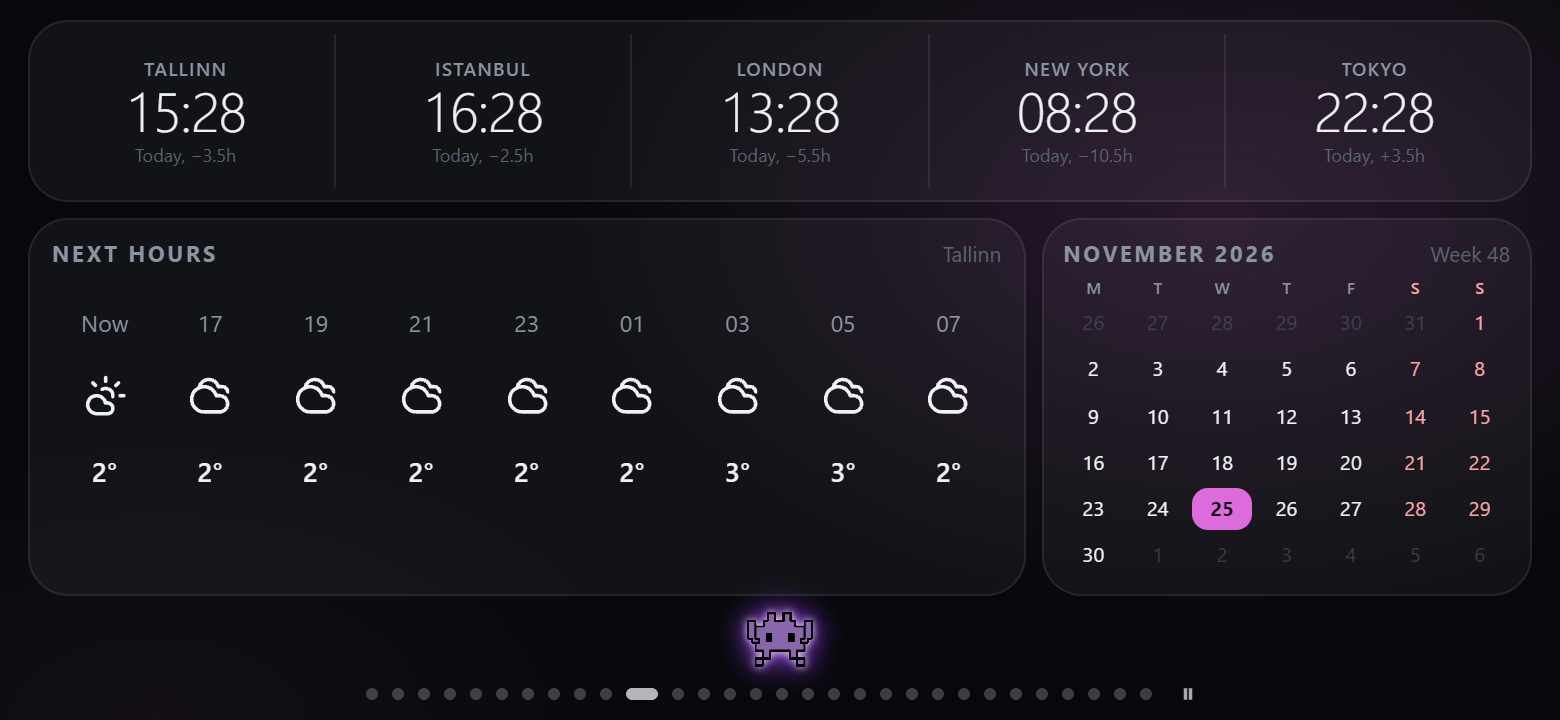 TALLINN ISTANBUL LONDON NEW YORK TOKYO
15:28 16:28 13:28 08:28 22:28
Today, −3.5h Today, −2.5h Today, −5.5h Today, −10.5h Today, +3.5h
NEXT HOURS Tallinn
Now 17 19 21 23 01 03 05 07
2° 2° 2° 2° 2° 2° 3° 3° 2°
NOVEMBER 2026 Week 48
M T W T F S S
26 27 28 29 30 31 1
2 3 4 5 6 7 8
9 10 11 12 13 14 15
16 17 18 19 20 21 22
23 24 25 26 27 28 29
30 1 2 3 4 5 6